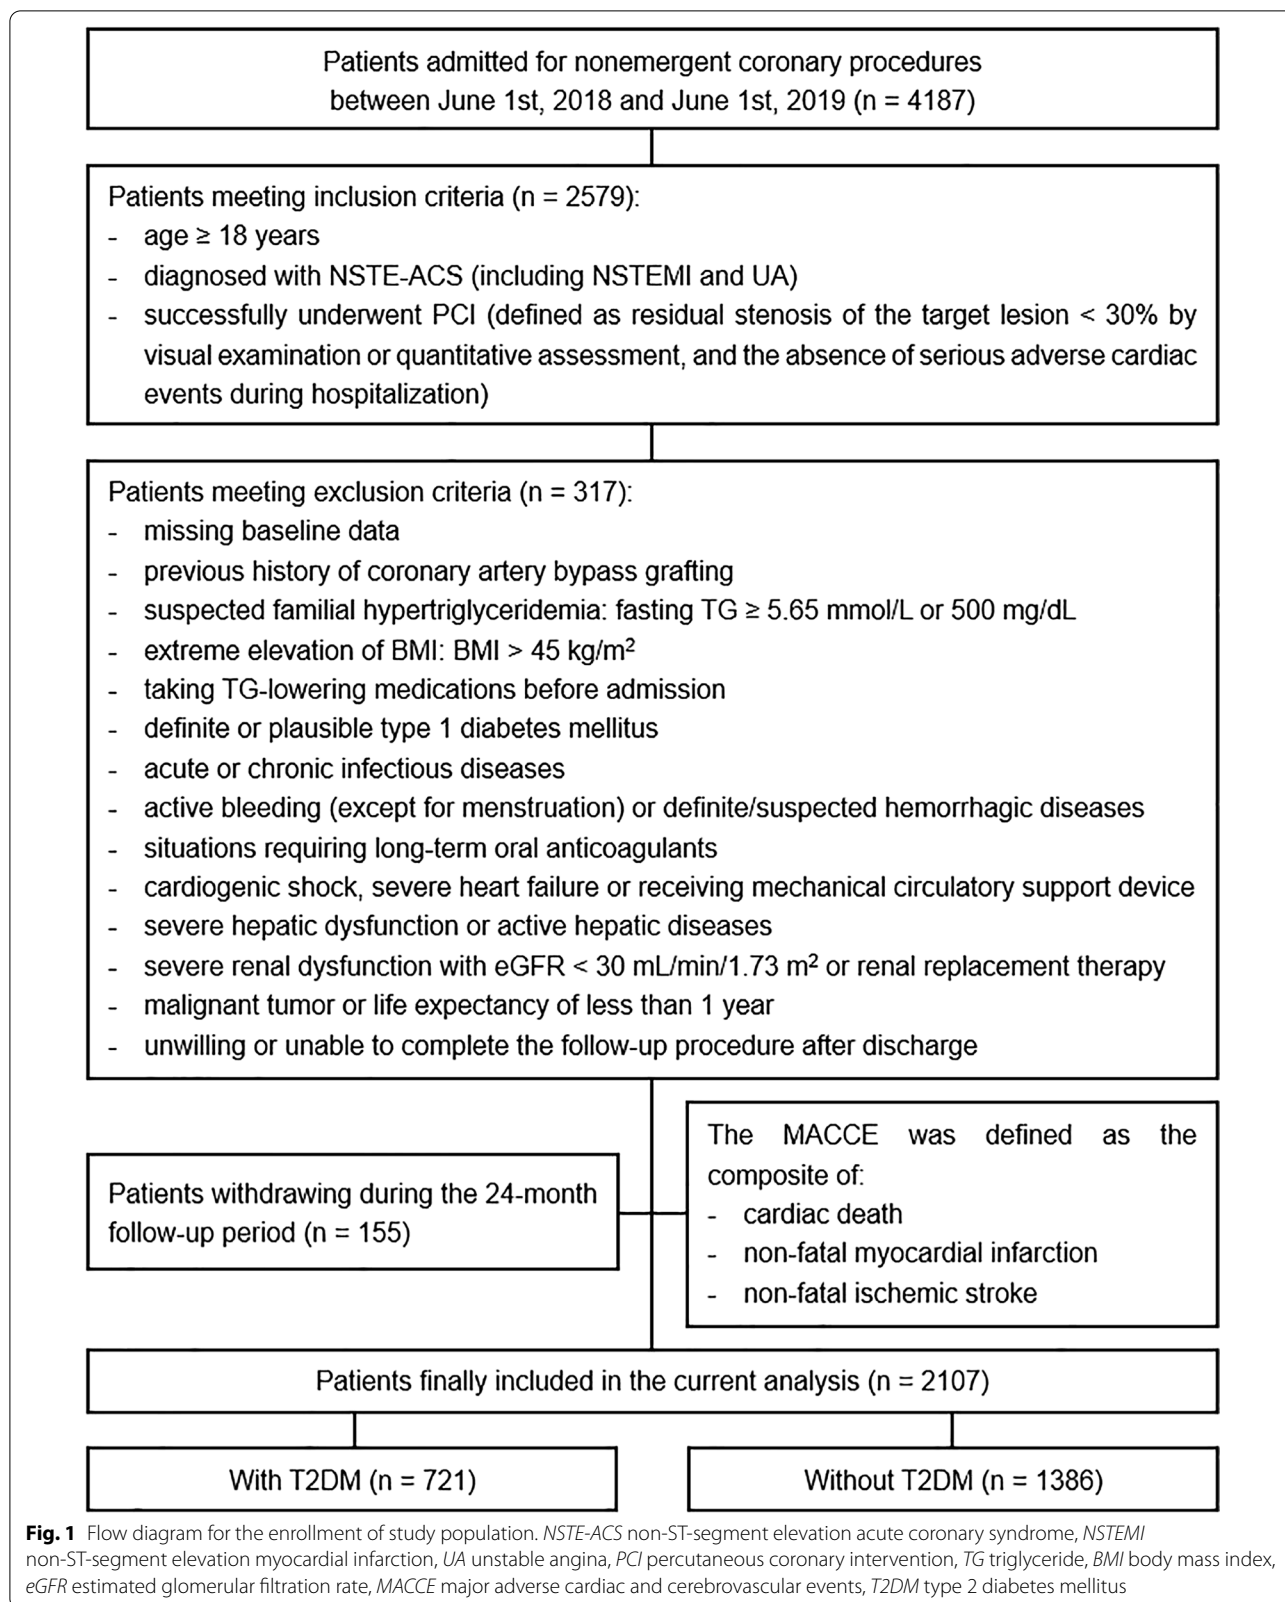 Patients admitted for nonemergent coronary procedures
between June 1st, 2018 and June 1st, 2019 (n = 4187)
Patients meeting inclusion criteria (n = 2579):
- age ≥ 18 years
- diagnosed with NSTE-ACS (including NSTEMI and UA)
- successfully underwent PCI (defined as residual stenosis of the target lesion < 30% by
visual examination or quantitative assessment, and the absence of serious adverse cardiac
events during hospitalization)
Patients meeting exclusion criteria (n = 317):
- missing baseline data
- previous history of coronary artery bypass grafting
- suspected familial hypertriglyceridemia: fasting TG ≥ 5.65 mmol/L or 500 mg/dL
- extreme elevation of BMI: BMI > 45 kg/m²
- taking TG-lowering medications before admission
- definite or plausible type 1 diabetes mellitus
- acute or chronic infectious diseases
- active bleeding (except for menstruation) or definite/suspected hemorrhagic diseases
- situations requiring long-term oral anticoagulants
- cardiogenic shock, severe heart failure or receiving mechanical circulatory support device
- severe hepatic dysfunction or active hepatic diseases
- severe renal dysfunction with eGFR < 30 mL/min/1.73 m² or renal replacement therapy
- malignant tumor or life expectancy of less than 1 year
- unwilling or unable to complete the follow-up procedure after discharge
Patients withdrawing during the 24-month
follow-up period (n = 155)
The MACCE was defined as the
composite of:
- cardiac death
- non-fatal myocardial infarction
- non-fatal ischemic stroke
Patients finally included in the current analysis (n = 2107)
With T2DM (n = 721)
Without T2DM (n = 1386)
Fig. 1 Flow diagram for the enrollment of study population. NSTE-ACS non-ST-segment elevation acute coronary syndrome, NSTEMI
non-ST-segment elevation myocardial infarction, UA unstable angina, PCI percutaneous coronary intervention, TG triglyceride, BMI body mass index,
eGFR estimated glomerular filtration rate, MACCE major adverse cardiac and cerebrovascular events, T2DM type 2 diabetes mellitus